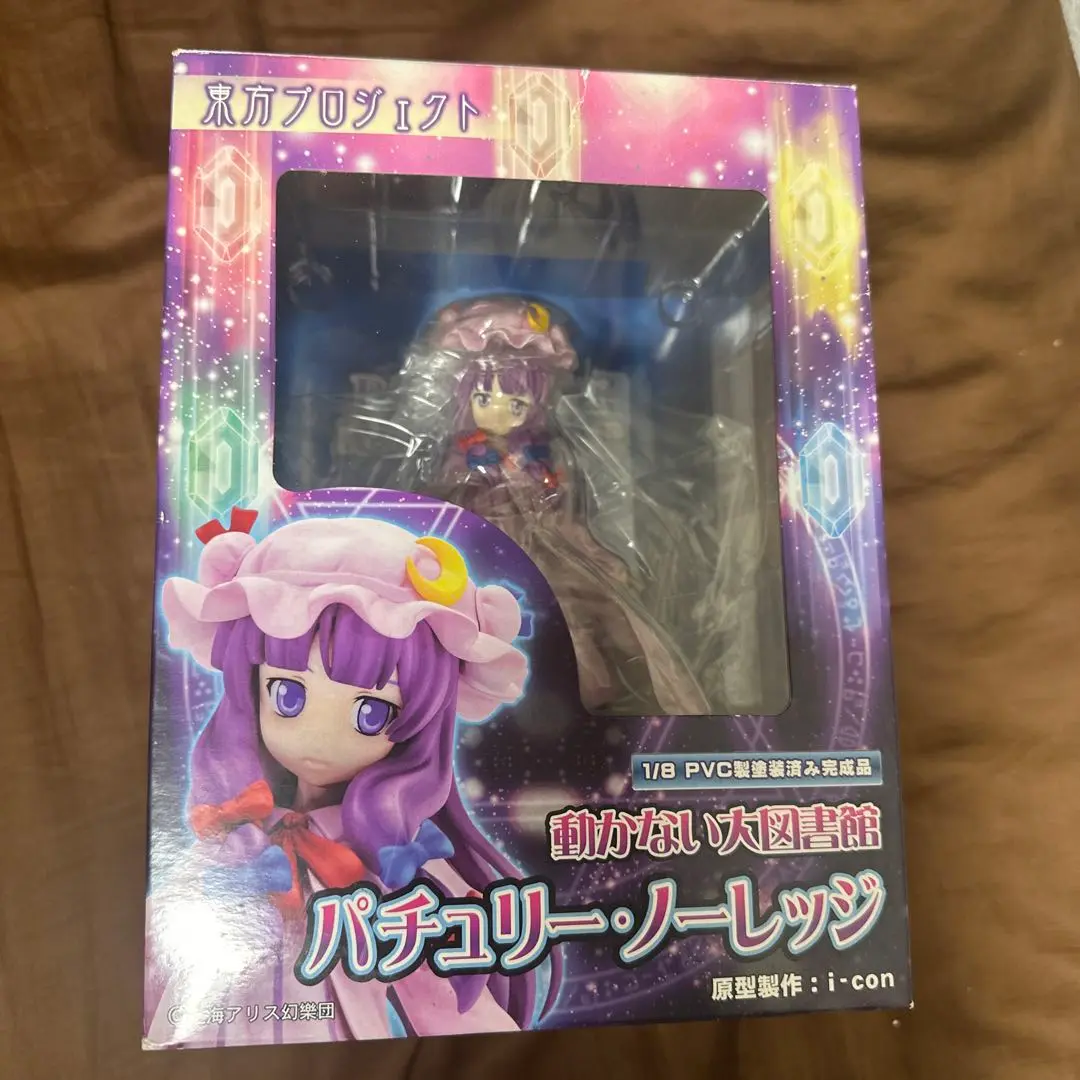 東方プロジェクト
1/8 PVC製塗装済み完成品
動かない大図書館
パチュリー・ノーレッジ
原型製作：i-con
海アリス幻樂団